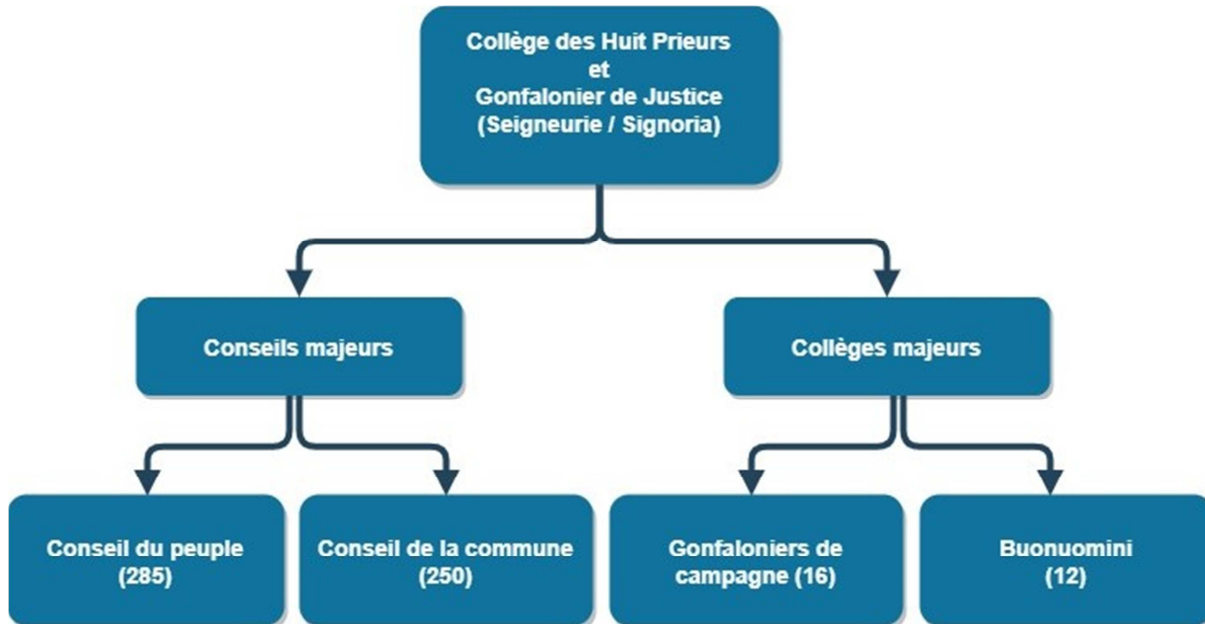 Collège des Huit Prieurs
et
Gonfalonier de Justice
(Seigneurie / Signoria)
Conseils majeurs
Collèges majeurs
Conseil du peuple
(285)
Conseil de la commune
(250)
Gonfaloniers de
campagne (16)
Buonuomini
(12)